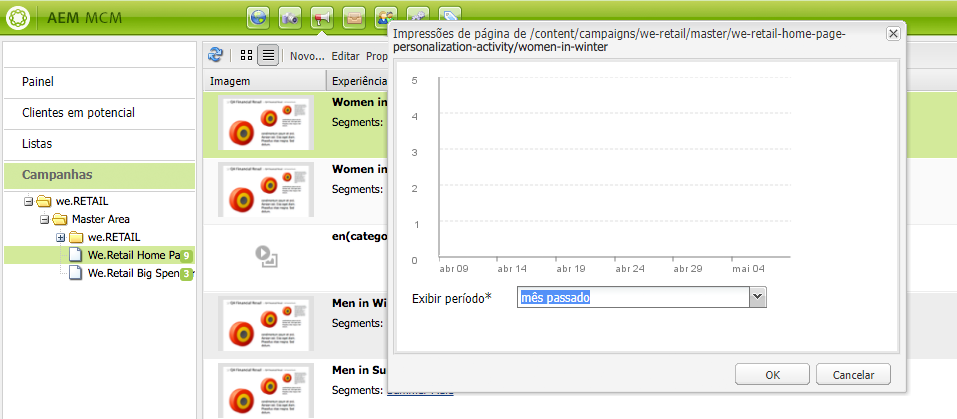 AEM MCM
Impressões de página de /content/campaigns/we-retail/master/we-retail-home-page-
personalization-activity/women-in-winter
Painel
Clientes em potencial
Listas
Campanhas
we.RETAIL
Master Area
we.RETAIL
We.Retail Home Pa 9
We.Retail Big Spen 3
Novo... Editar Prop
Imagem Experiência
Women in
Segments:
Women in
Segments:
en(catego
Men in Wi
Segments:
Men in Su
Segments:
5
4
3
2
1
0
abr 09 abr 14 abr 19 abr 24 abr 29 mai 04
Exibir período* mês passado
OK Cancelar